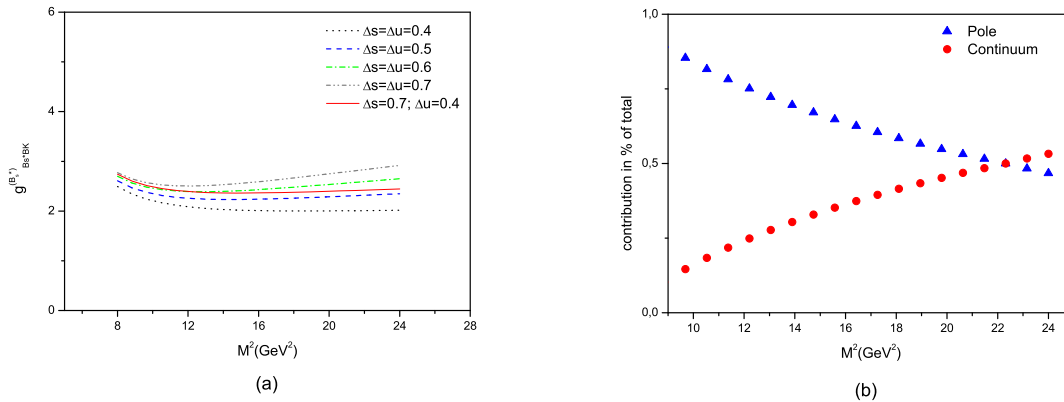 6
4
2
0
g^{(B_s^*)}_{Bs*BK}
Δs=Δu=0.4
Δs=Δu=0.5
Δs=Δu=0.6
Δs=Δu=0.7
Δs=0.7; Δu=0.4
8 12 16 20 24 28
M²(GeV²)
(a)
1,0
0,5
0,0
contribution in % of total
Pole
Continuum
10 12 14 16 18 20 22 24
M²(GeV²)
(b)